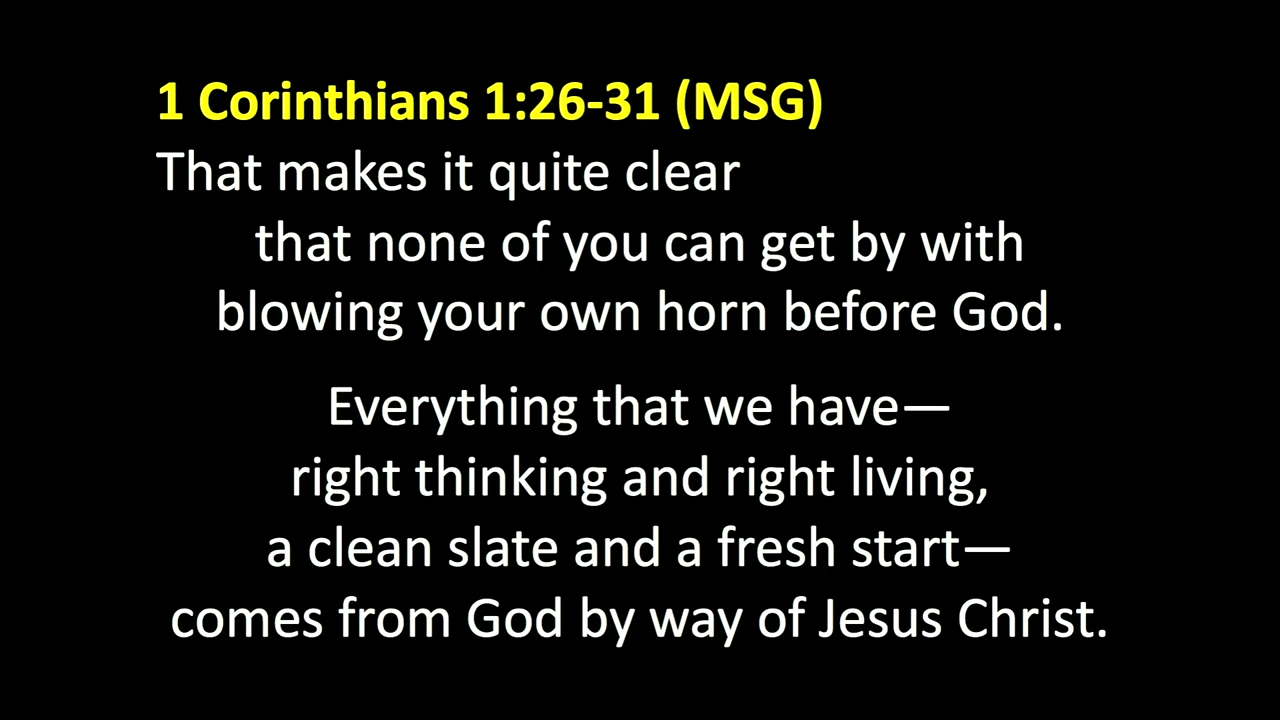 1 Corinthians 1:26-31 (MSG)
That makes it quite clear
that none of you can get by with
blowing your own horn before God.
Everything that we have—
right thinking and right living,
a clean slate and a fresh start—
comes from God by way of Jesus Christ.